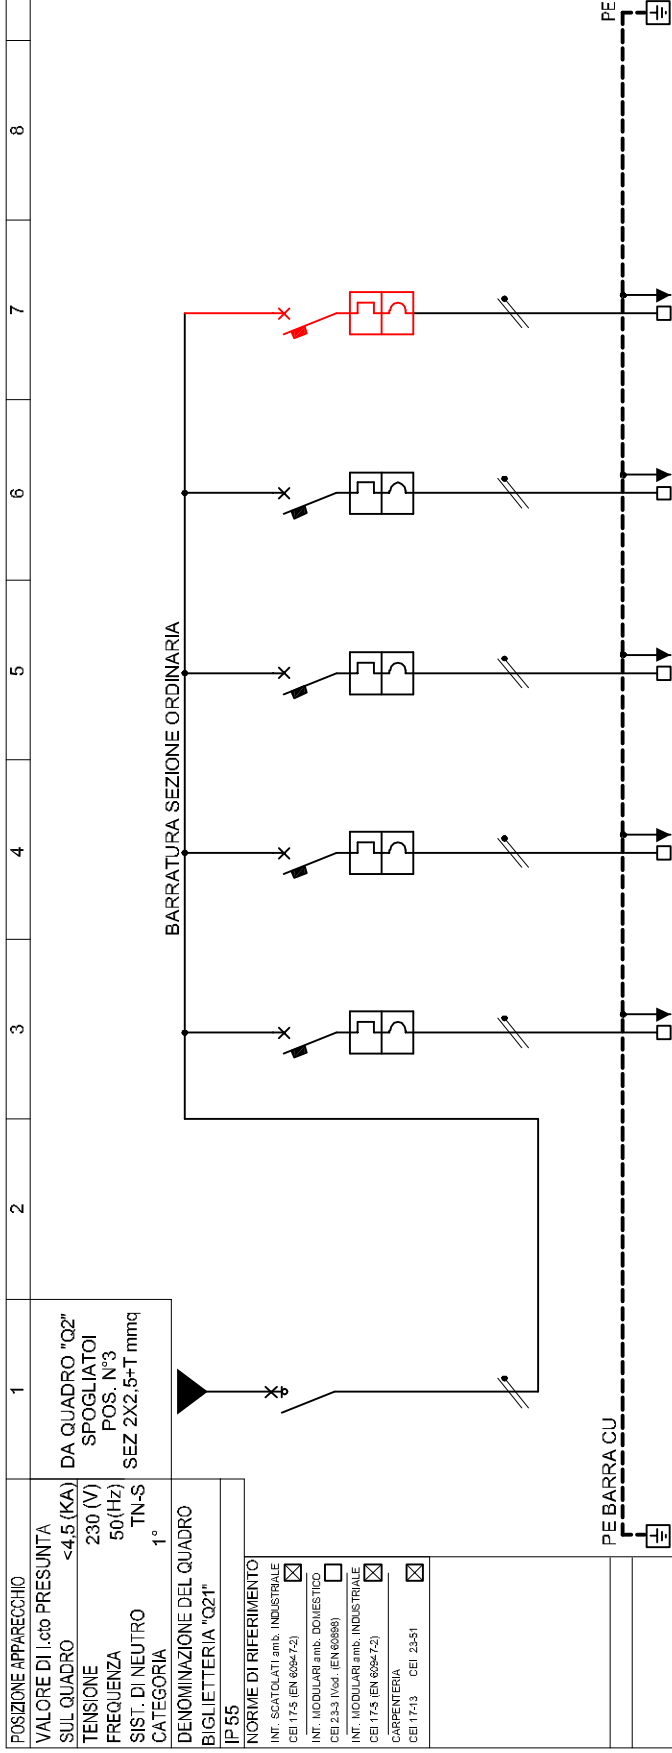 POSIZIONE APPARECCHIO
1
2
3
4
5
6
7
8
VALORE DI I.cto PRESUNTA
SUL QUADRO <4,5 (KA)
TENSIONE 230 (V)
FREQUENZA 50(Hz)
SIST. DI NEUTRO TN-S
CATEGORIA 1°
DA QUADRO "Q2"
SPOGLIATOI
POS. N°3
SEZ 2X2,5+T mmq
DENOMINAZIONE DEL QUADRO
BIGLIETTERIA "Q21"
IP55
NORME DI RIFERIMENTO
INT. SCATOLATI amb. INDUSTRIALE
CEI 17-5 (EN 60947-2)
INT. MODULARI amb. DOMESTICO
CEI 23-3 IVed. (EN 60898)
INT. MODULARI amb. INDUSTRIALE
CEI 17-5 (EN 60947-2)
CARPENTERIA
CEI 17-13 CEI 23-51
BARRATURA SEZIONE ORDINARIA
PE BARRA CU
PE